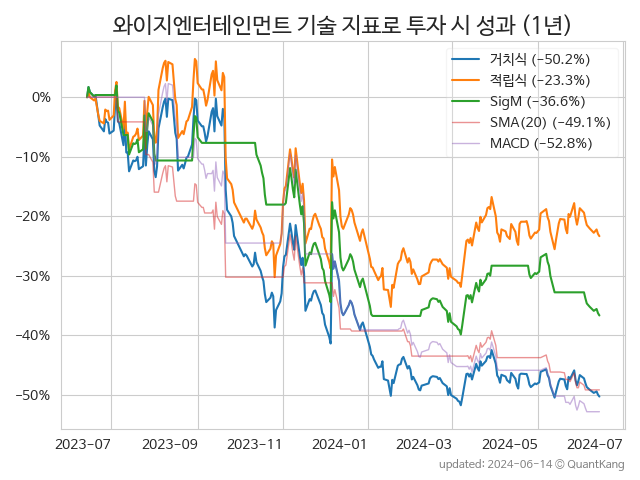 와이지엔터테인먼트 기술 지표로 투자 시 성과 (1년)
거치식 (−50.2%)
적립식 (−23.3%)
SigM (−36.6%)
SMA(20) (−49.1%)
MACD (−52.8%)
0%
−10%
−20%
−30%
−40%
−50%
2023−07 2023−09 2023−11 2024−01 2024−03 2024−05 2024−07
updated: 2024−06−14 © QuantKang